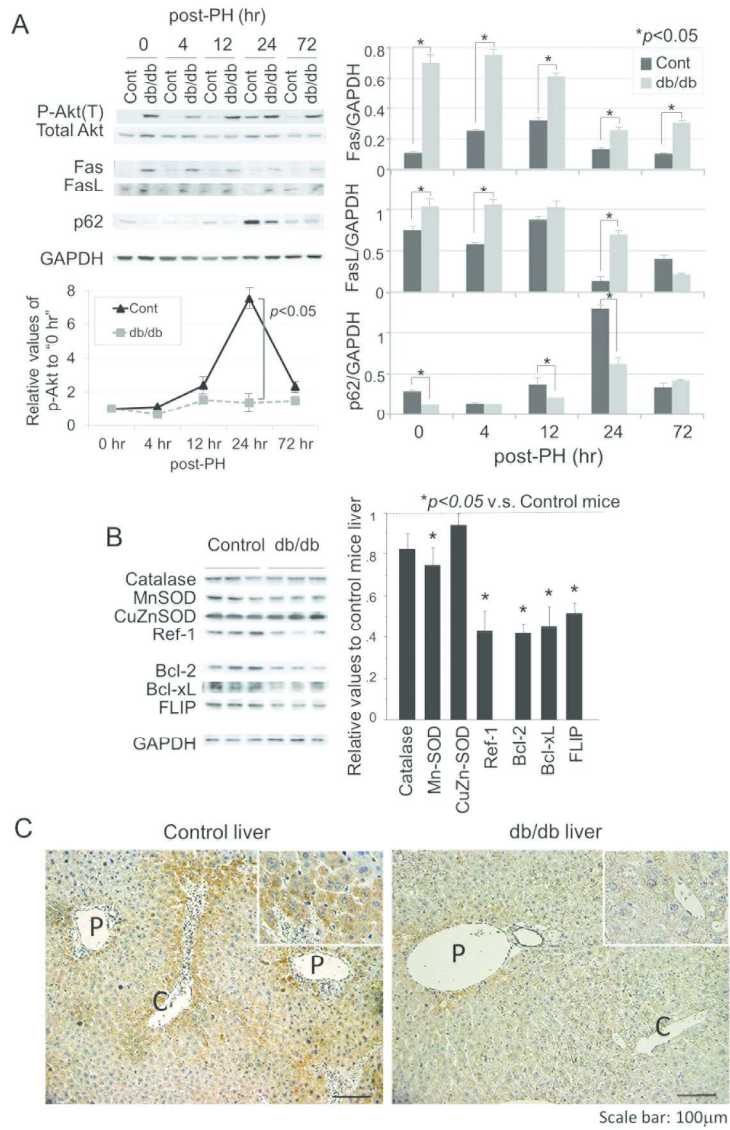 A
post-PH (hr)
0 4 12 24 72
Cont db/db Cont db/db Cont db/db Cont db/db Cont db/db
P-Akt(T)
Total Akt
Fas
FasL
p62
GAPDH
Relative values of
p-Akt to "0 hr"
8
6
4
2
0
Cont
db/db
p<0.05
0 hr 4 hr 12 hr 24 hr 72 hr
post-PH
*p<0.05
Cont
db/db
Fas/GAPDH
0.8
0.6
0.4
0.2
0
* * * * *
FasL/GAPDH
1
0.5
0
* * *
p62/GAPDH
1
0.5
0
* * *
0 4 12 24 72
post-PH (hr)
B
Control db/db
Catalase
MnSOD
CuZnSOD
Ref-1
Bcl-2
Bcl-xL
FLIP
GAPDH
*p<0.05 v.s. Control mice
Relative values to control mice liver
1
.8
.6
.4
.2
0
* * * * *
Catalase
Mn-SOD
CuZn-SOD
Ref-1
Bcl-2
Bcl-xL
FLIP
C
Control liver
db/db liver
P
C
P
P
C
Scale bar: 100μm